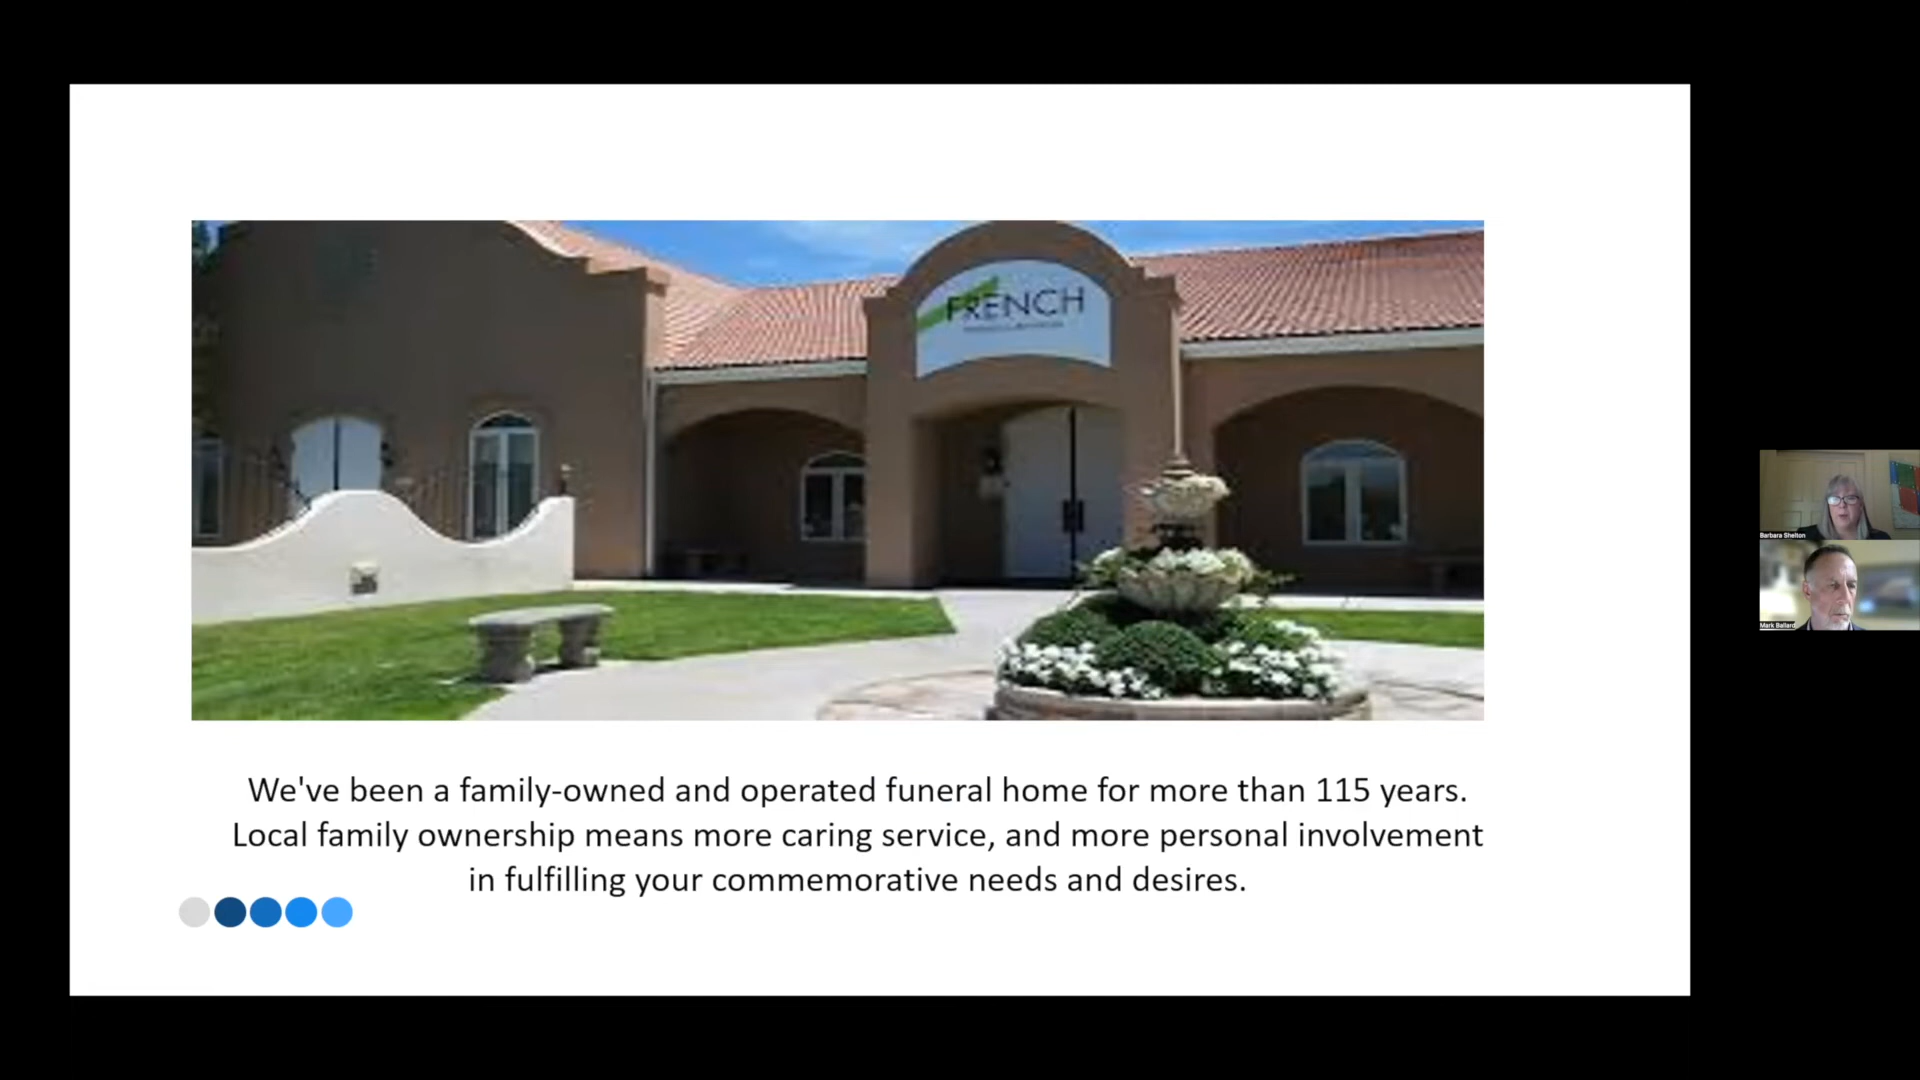 FRENCH
We've been a family-owned and operated funeral home for more than 115 years.
Local family ownership means more caring service, and more personal involvement
in fulfilling your commemorative needs and desires.
Barbara Shelton
Mark Ballard